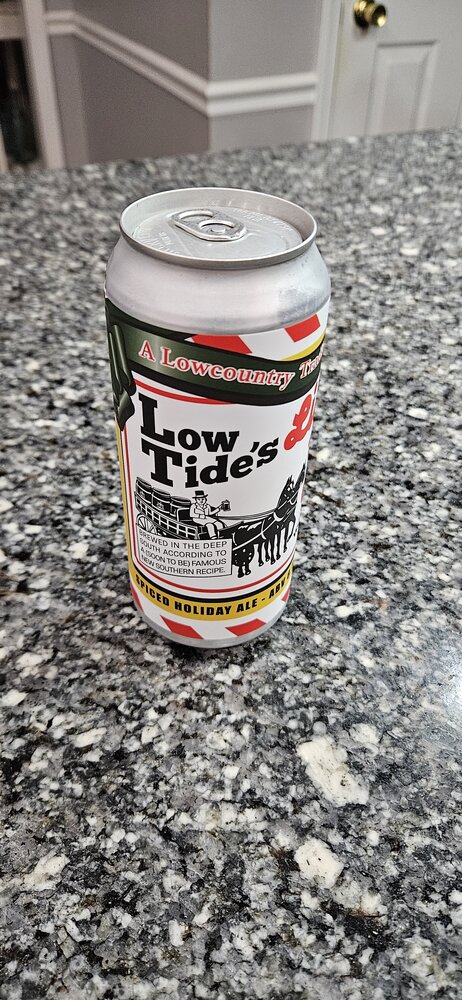 A Lowcountry
Low
Tide's
BREWED IN THE DEEP
SOUTH ACCORDING TO
A (SOON TO BE) FAMOUS
NEW SOUTHERN RECIPE.
SPICED HOLIDAY ALE - ABV